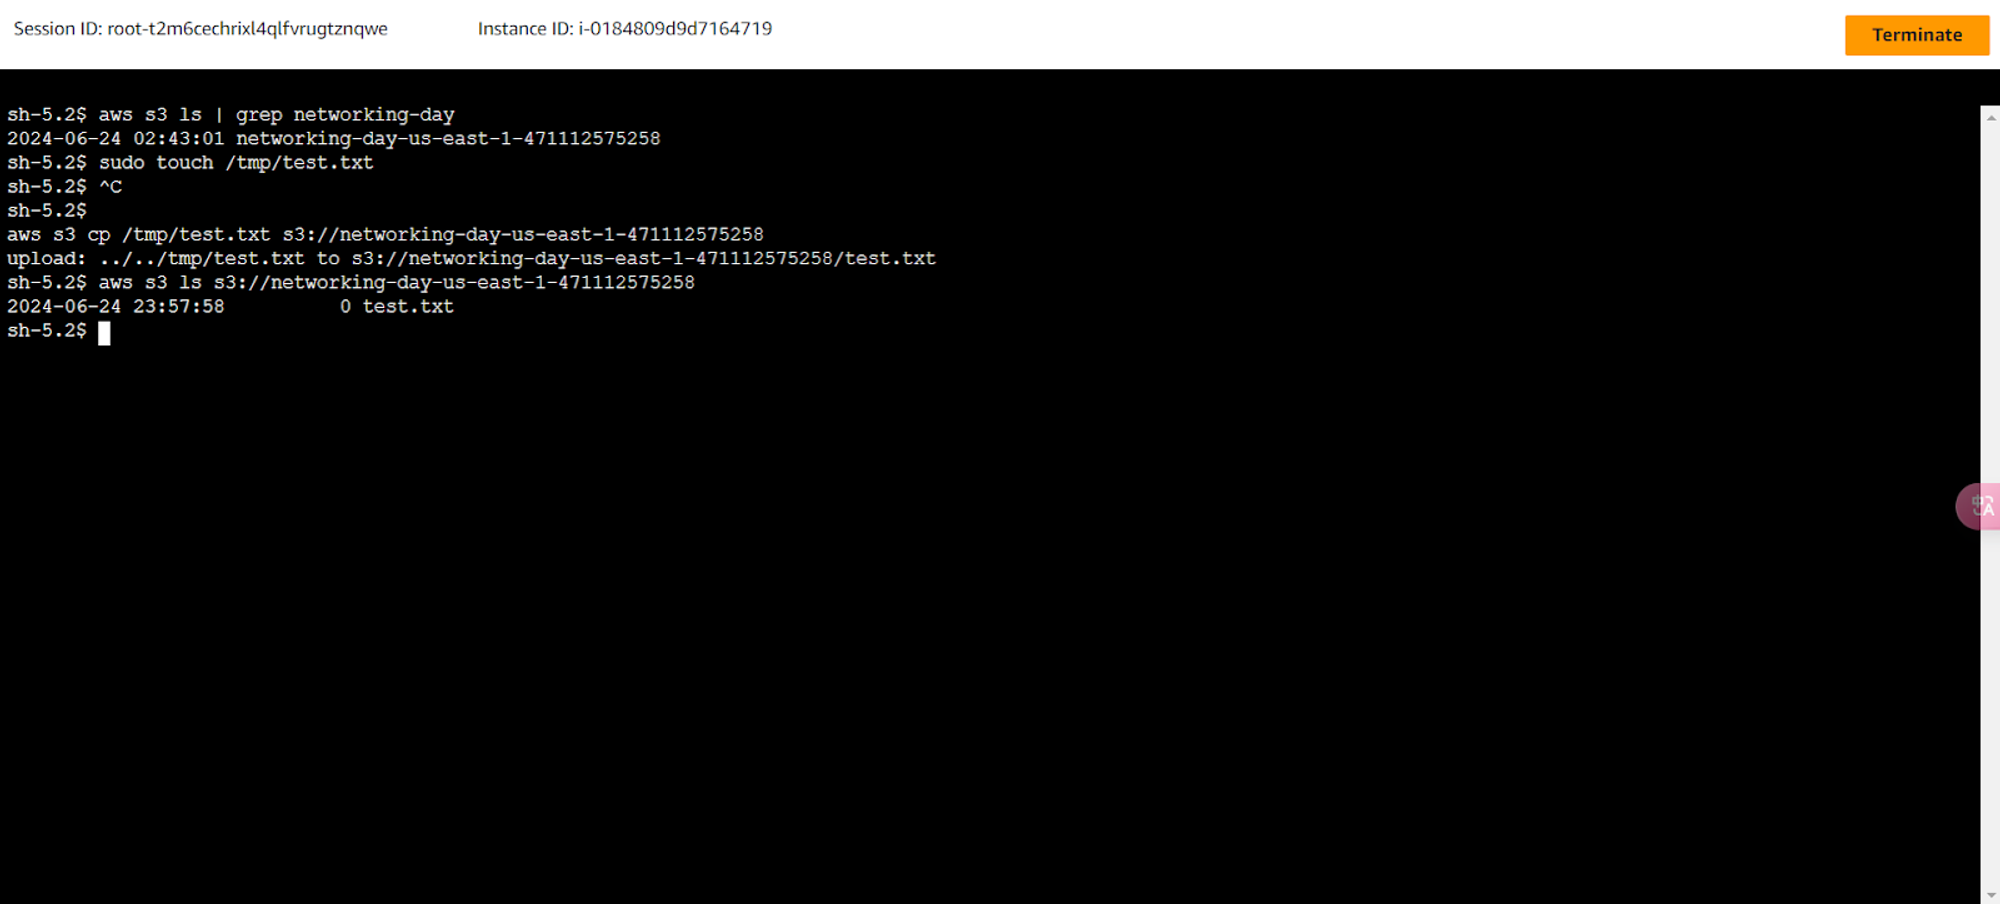 Session ID: root-t2m6cechrixl4qlfvrugtznqwe Instance ID: i-0184809d9d7164719 Terminate
sh-5.2$ aws s3 ls | grep networking-day
2024-06-24 02:43:01 networking-day-us-east-1-471112575258
sh-5.2$ sudo touch /tmp/test.txt
sh-5.2$ ^C
sh-5.2$
aws s3 cp /tmp/test.txt s3://networking-day-us-east-1-471112575258
upload: ../../tmp/test.txt to s3://networking-day-us-east-1-471112575258/test.txt
sh-5.2$ aws s3 ls s3://networking-day-us-east-1-471112575258
2024-06-24 23:57:58          0 test.txt
sh-5.2$